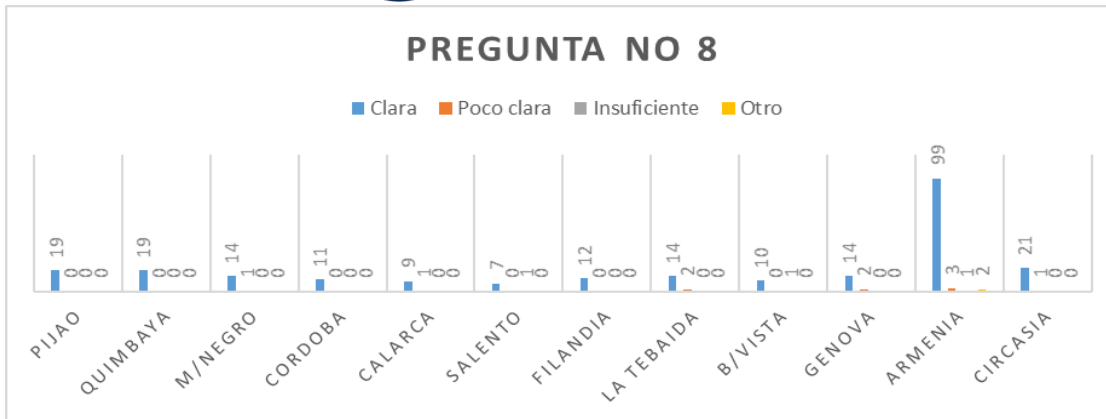 PREGUNTA NO 8
Clara Poco clara Insuficiente Otro
19 0 0 0 19 0 0 0 14 1 0 0 11 0 0 0 9 1 0 0 7 0 1 0 12 0 0 0 14 2 0 0 10 0 1 0 14 2 0 0 99 3 1 2 21 1 0 0
PIJAO QUIMBAYA M/NEGRO CORDOBA CALARCA SALENTO FILANDIA LA TEBAIDA B/VISTA GENOVA ARMENIA CIRCASIA